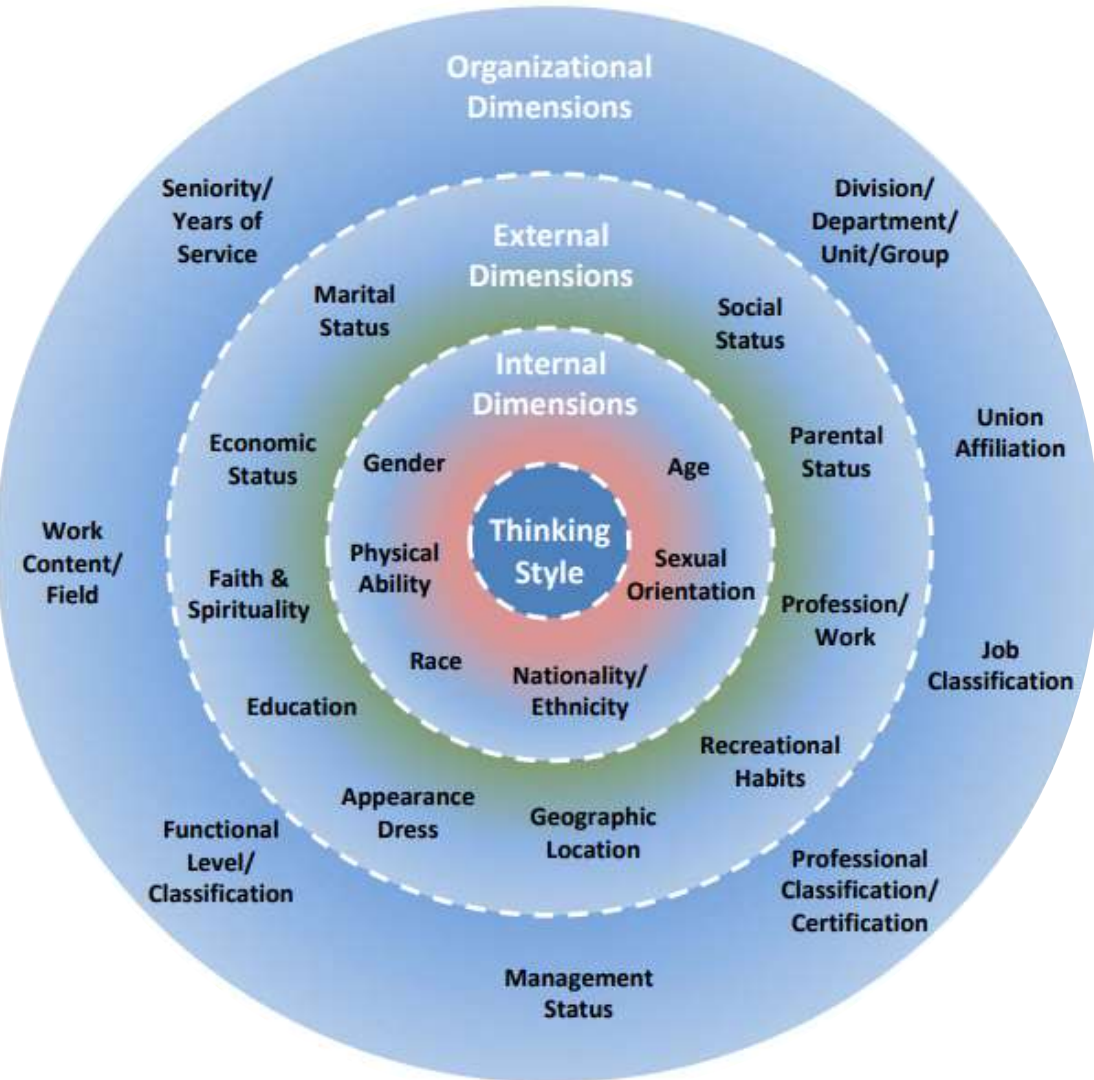 Organizational
Dimensions
Seniority/
Years of
Service
Division/
Department/
Unit/Group
External
Dimensions
Marital
Status
Social
Status
Internal
Dimensions
Union
Affiliation
Parental
Status
Economic
Status
Gender
Age
Work
Content/
Field
Thinking
Style
Physical
Ability
Sexual
Orientation
Faith &
Spirituality
Profession/
Work
Job
Classification
Race
Nationality/
Ethnicity
Education
Recreational
Habits
Appearance
Dress
Geographic
Location
Functional
Level/
Classification
Professional
Classification/
Certification
Management
Status